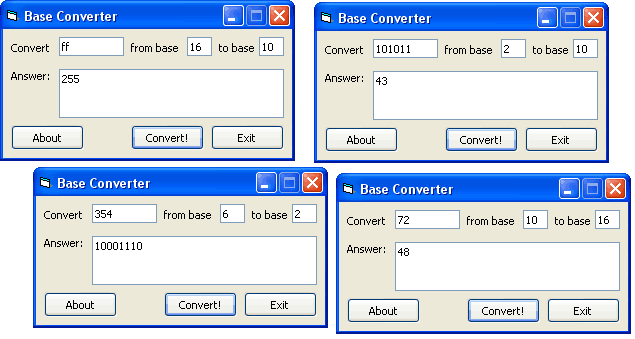 Base Converter
Convert ff from base 16 to base 10
Answer: 255
About Convert! Exit
Base Converter
Convert 101011 from base 2 to base 10
Answer: 43
About Convert! Exit
Base Converter
Convert 354 from base 6 to base 2
Answer: 10001110
About Convert! Exit
Base Converter
Convert 72 from base 10 to base 16
Answer: 48
About Convert! Exit